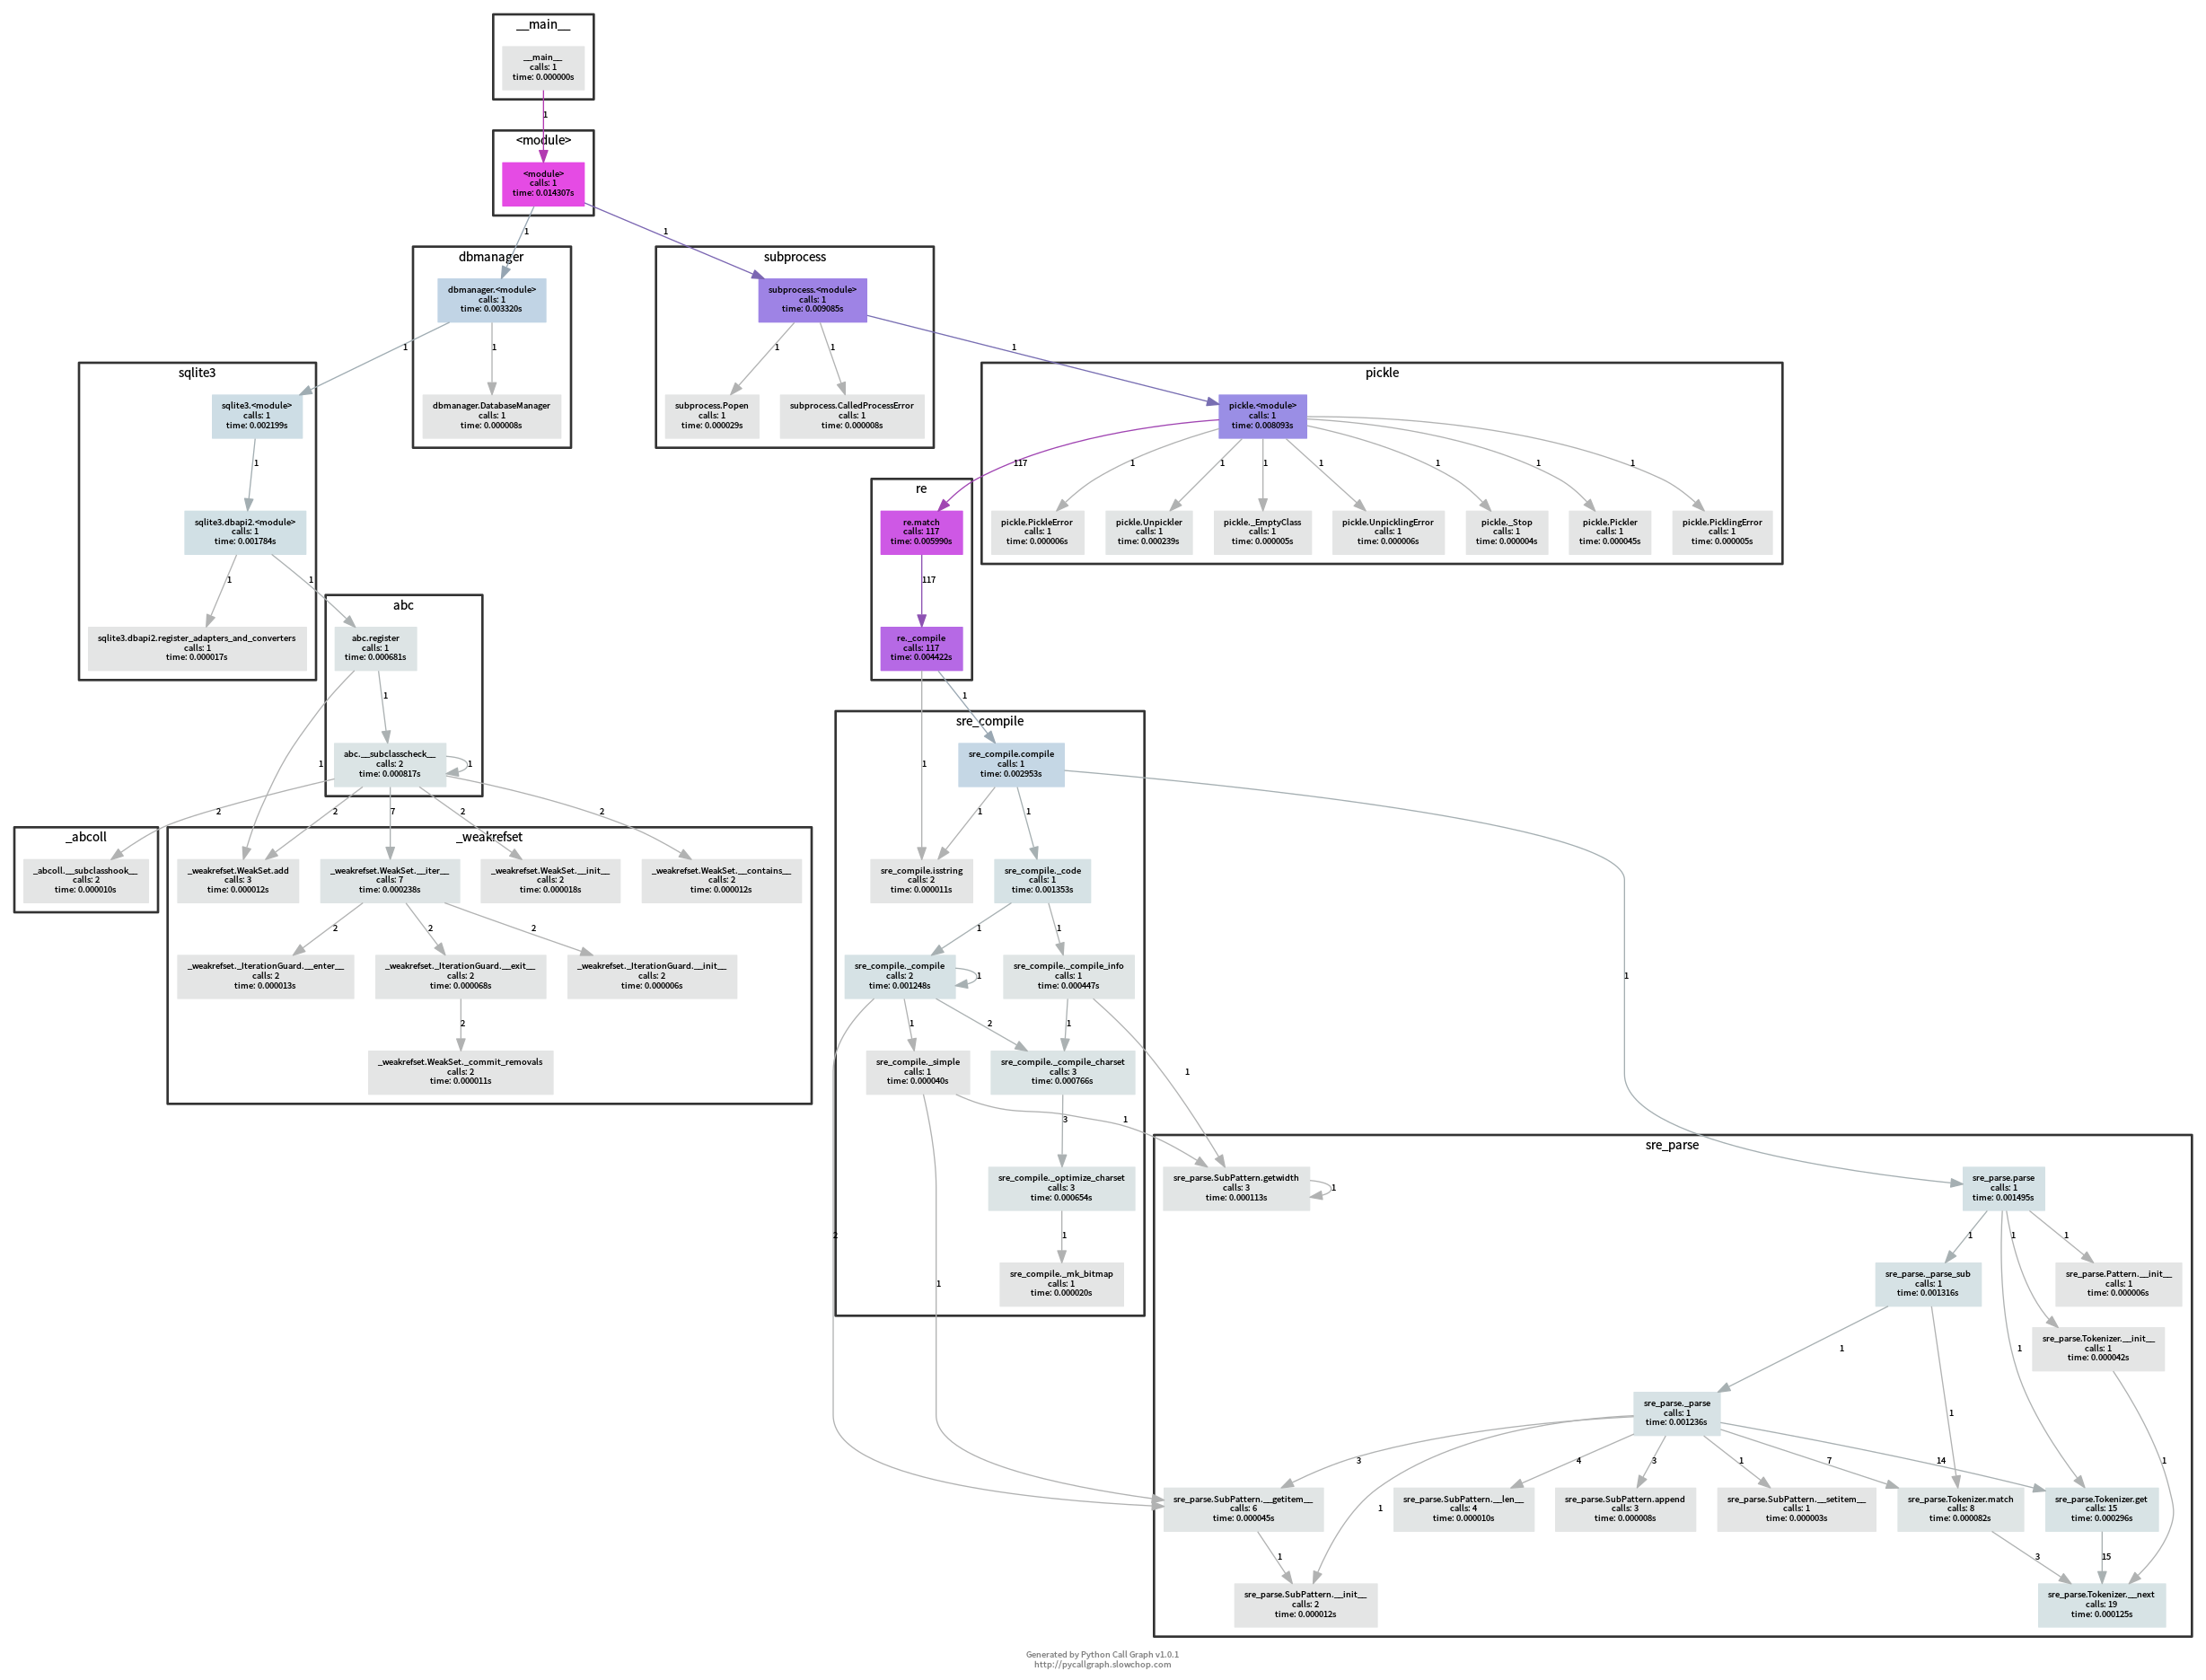 __main__
__main__
calls: 1
time: 0.000000s
1
<module>
<module>
calls: 1
time: 0.014307s
1
1
dbmanager
dbmanager.<module>
calls: 1
time: 0.003320s
1
1
dbmanager.DatabaseManager
calls: 1
time: 0.000008s
subprocess
subprocess.<module>
calls: 1
time: 0.009085s
1
1
1
subprocess.Popen
calls: 1
time: 0.000029s
subprocess.CalledProcessError
calls: 1
time: 0.000008s
sqlite3
sqlite3.<module>
calls: 1
time: 0.002199s
1
sqlite3.dbapi2.<module>
calls: 1
time: 0.001784s
1
1
sqlite3.dbapi2.register_adapters_and_converters
calls: 1
time: 0.000017s
pickle
pickle.<module>
calls: 1
time: 0.008093s
117
1
1
1
1
1
1
1
pickle.PickleError
calls: 1
time: 0.000006s
pickle.Unpickler
calls: 1
time: 0.000239s
pickle._EmptyClass
calls: 1
time: 0.000005s
pickle.UnpicklingError
calls: 1
time: 0.000006s
pickle._Stop
calls: 1
time: 0.000004s
pickle.Pickler
calls: 1
time: 0.000045s
pickle.PicklingError
calls: 1
time: 0.000005s
re
re.match
calls: 117
time: 0.005990s
117
re._compile
calls: 117
time: 0.004422s
1
1
abc
abc.register
calls: 1
time: 0.000681s
1
1
abc.__subclasscheck__
calls: 2
time: 0.000817s
1
2
2
7
2
2
_abcoll
_abcoll.__subclasshook__
calls: 2
time: 0.000010s
_weakrefset
_weakrefset.WeakSet.add
calls: 3
time: 0.000012s
_weakrefset.WeakSet.__iter__
calls: 7
time: 0.000238s
_weakrefset.WeakSet.__init__
calls: 2
time: 0.000018s
_weakrefset.WeakSet.__contains__
calls: 2
time: 0.000012s
2
2
2
_weakrefset._IterationGuard.__enter__
calls: 2
time: 0.000013s
_weakrefset._IterationGuard.__exit__
calls: 2
time: 0.000068s
_weakrefset._IterationGuard.__init__
calls: 2
time: 0.000006s
2
_weakrefset.WeakSet._commit_removals
calls: 2
time: 0.000011s
sre_compile
sre_compile.compile
calls: 1
time: 0.002953s
1
1
1
sre_compile.isstring
calls: 2
time: 0.000011s
sre_compile._code
calls: 1
time: 0.001353s
1
1
sre_compile._compile
calls: 2
time: 0.001248s
1
sre_compile._compile_info
calls: 1
time: 0.000447s
1
2
1
1
2
sre_compile._simple
calls: 1
time: 0.000040s
sre_compile._compile_charset
calls: 3
time: 0.000766s
3
1
1
sre_compile._optimize_charset
calls: 3
time: 0.000654s
1
sre_compile._mk_bitmap
calls: 1
time: 0.000020s
sre_parse
sre_parse.SubPattern.getwidth
calls: 3
time: 0.000113s
1
sre_parse.parse
calls: 1
time: 0.001495s
1
1
1
1
sre_parse._parse_sub
calls: 1
time: 0.001316s
sre_parse.Pattern.__init__
calls: 1
time: 0.000006s
sre_parse.Tokenizer.__init__
calls: 1
time: 0.000042s
1
1
1
sre_parse._parse
calls: 1
time: 0.001236s
3
1
4
3
1
7
14
sre_parse.SubPattern.__getitem__
calls: 6
time: 0.000045s
sre_parse.SubPattern.__len__
calls: 4
time: 0.000010s
sre_parse.SubPattern.append
calls: 3
time: 0.000008s
sre_parse.SubPattern.__setitem__
calls: 1
time: 0.000003s
sre_parse.Tokenizer.match
calls: 8
time: 0.000082s
sre_parse.Tokenizer.get
calls: 15
time: 0.000296s
1
3
15
sre_parse.SubPattern.__init__
calls: 2
time: 0.000012s
sre_parse.Tokenizer.__next
calls: 19
time: 0.000125s
Generated by Python Call Graph v1.0.1
http://pycallgraph.slowchop.com